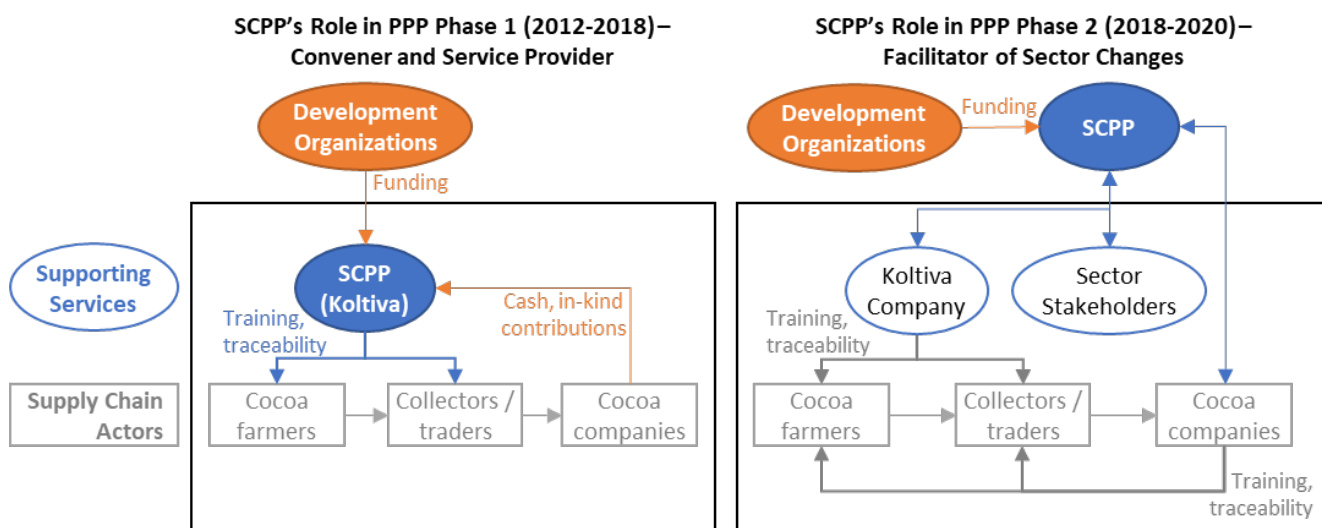 SCPP's Role in PPP Phase 1 (2012-2018) –
Convener and Service Provider
Development
Organizations
Funding
Supporting
Services
SCPP
(Koltiva)
Cash, in-kind
contributions
Training,
traceability
Supply Chain
Actors
Cocoa
farmers
Collectors /
traders
Cocoa
companies
SCPP's Role in PPP Phase 2 (2018-2020) –
Facilitator of Sector Changes
Development
Organizations
Funding
SCPP
Koltiva
Company
Sector
Stakeholders
Training,
traceability
Cocoa
farmers
Collectors /
traders
Cocoa
companies
Training,
traceability